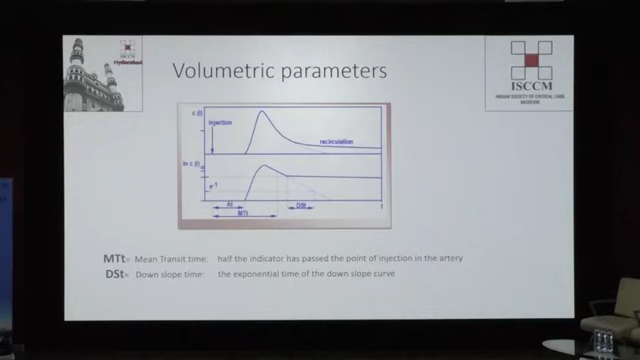 Hyderabad
Volumetric parameters
ISCCM
INDIAN SOCIETY OF CRITICAL CARE
MEDICINE
c (t)
injection
recirculation
ln c (t)
e⁻¹
At
DSt
MTt
t
MTt= Mean Transit time: half the indicator has passed the point of injection in the artery
DSt= Down slope time: the exponential time of the down slope curve